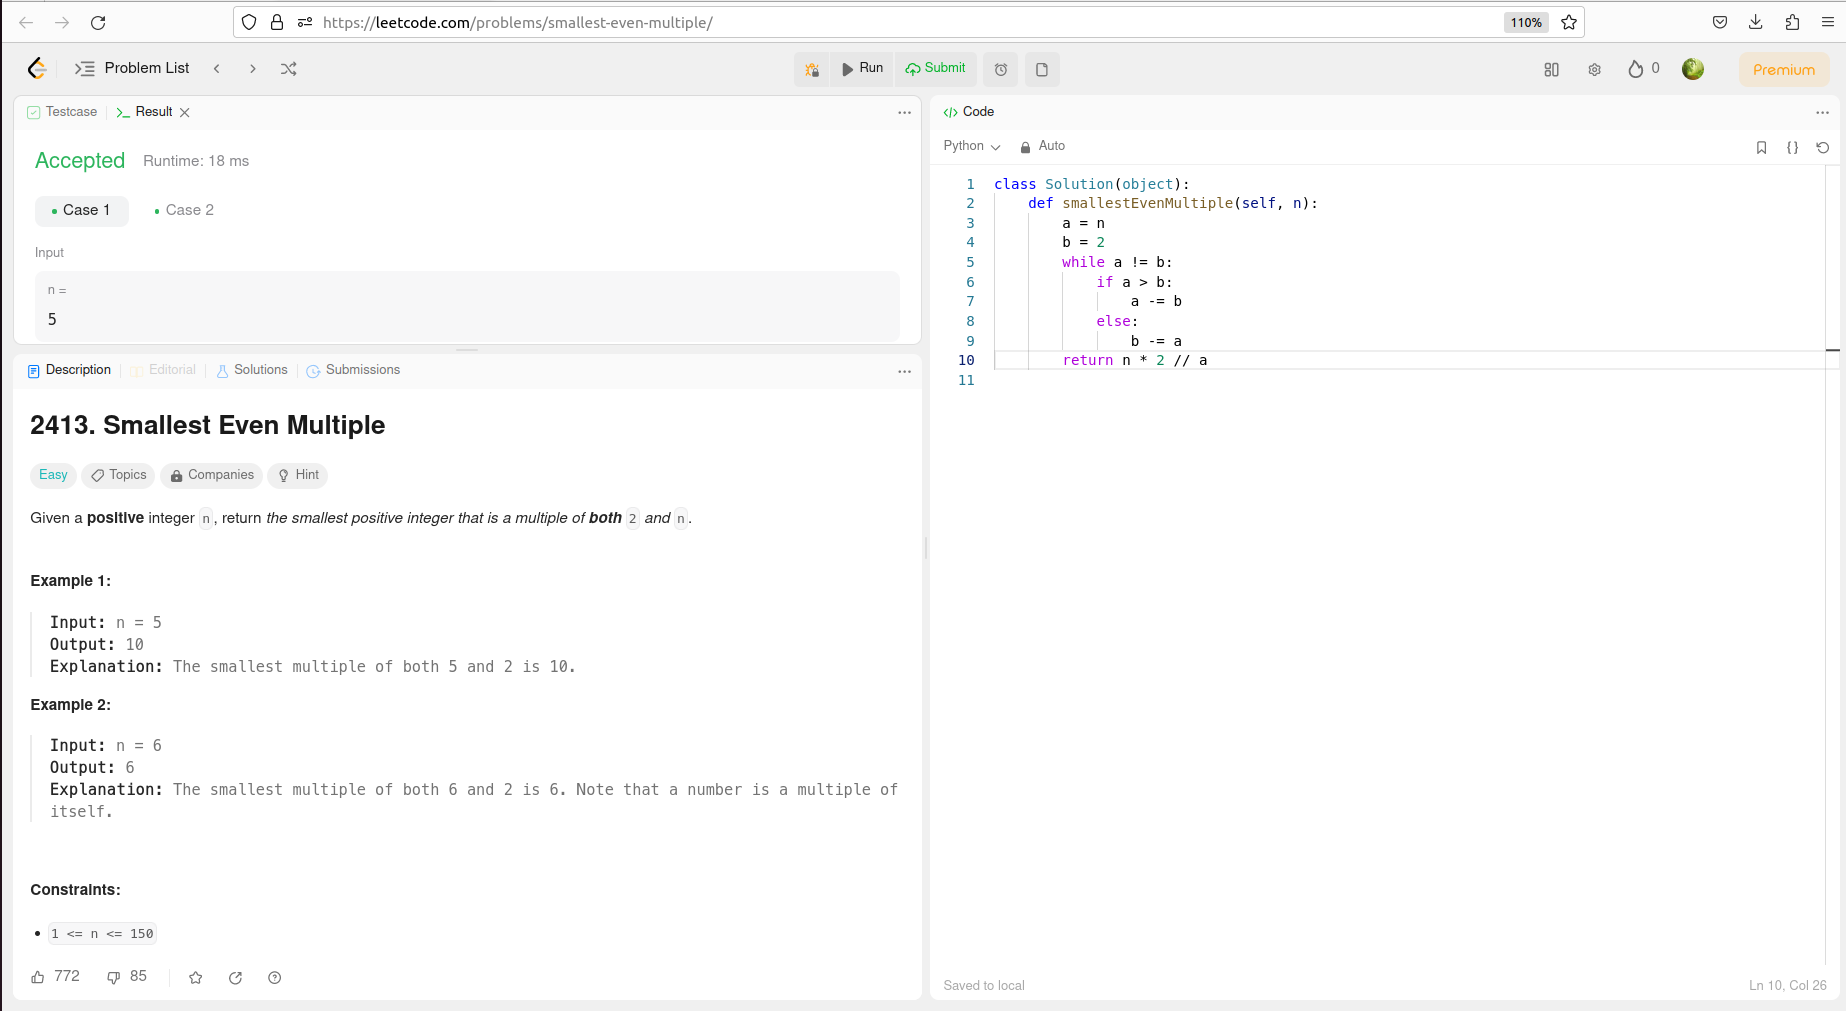 https://leetcode.com/problems/smallest-even-multiple/
110%
Problem List
Run
Submit
0
Premium
Testcase
Result
Accepted
Runtime: 18 ms
Case 1
Case 2
Input
n =
5
Description
Editorial
Solutions
Submissions
2413. Smallest Even Multiple
Easy
Topics
Companies
Hint
Given a positive integer n, return the smallest positive integer that is a multiple of both 2 and n.
Example 1:
Input: n = 5
Output: 10
Explanation: The smallest multiple of both 5 and 2 is 10.
Example 2:
Input: n = 6
Output: 6
Explanation: The smallest multiple of both 6 and 2 is 6. Note that a number is a multiple of
itself.
Constraints:
1 <= n <= 150
772
85
</> Code
Python
Auto
1 class Solution(object):
2     def smallestEvenMultiple(self, n):
3         a = n
4         b = 2
5         while a != b:
6             if a > b:
7                 a -= b
8             else:
9                 b -= a
10         return n * 2 // a
11
Saved to local
Ln 10, Col 26